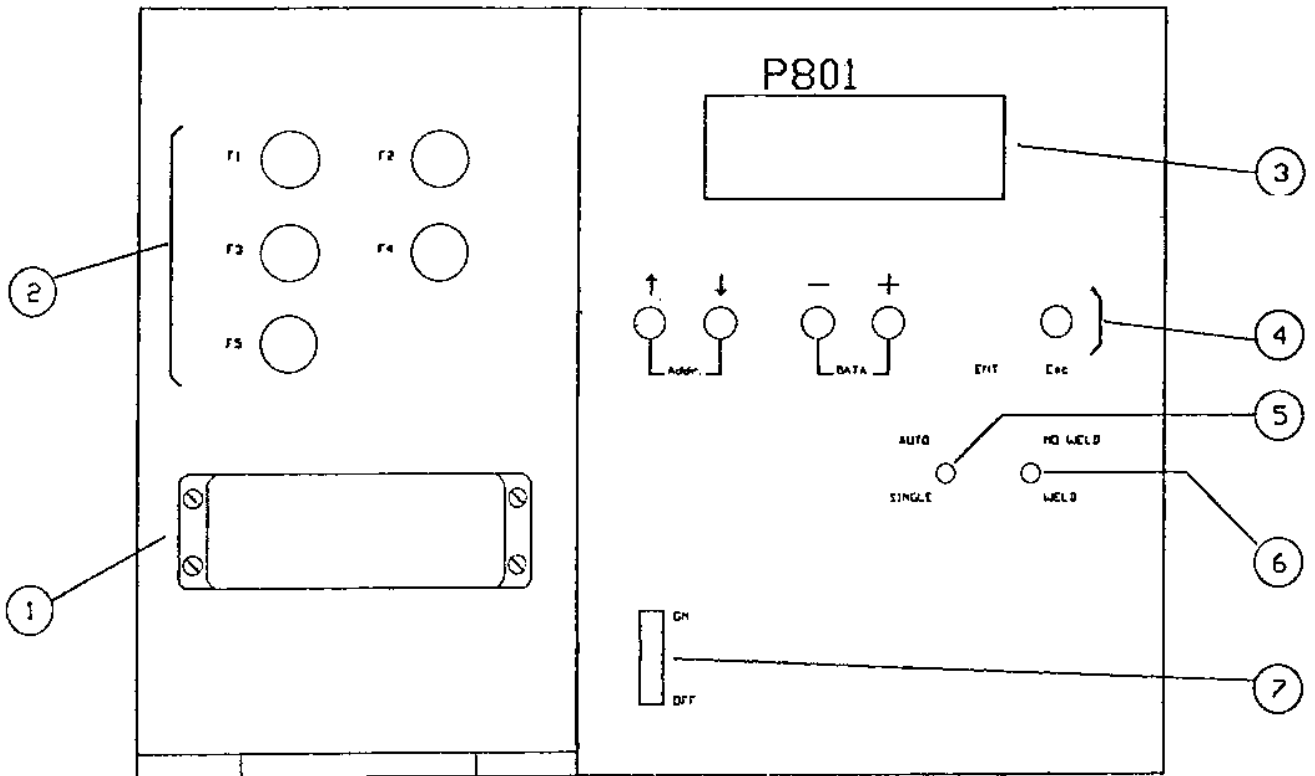 P801
F1 F2
F3 F4
F5
↑ ↓ − +
Addr. DATA
ENT Esc
AUTO NO WELD
SINGLE WELD
ON
OFF
1
2
3
4
5
6
7